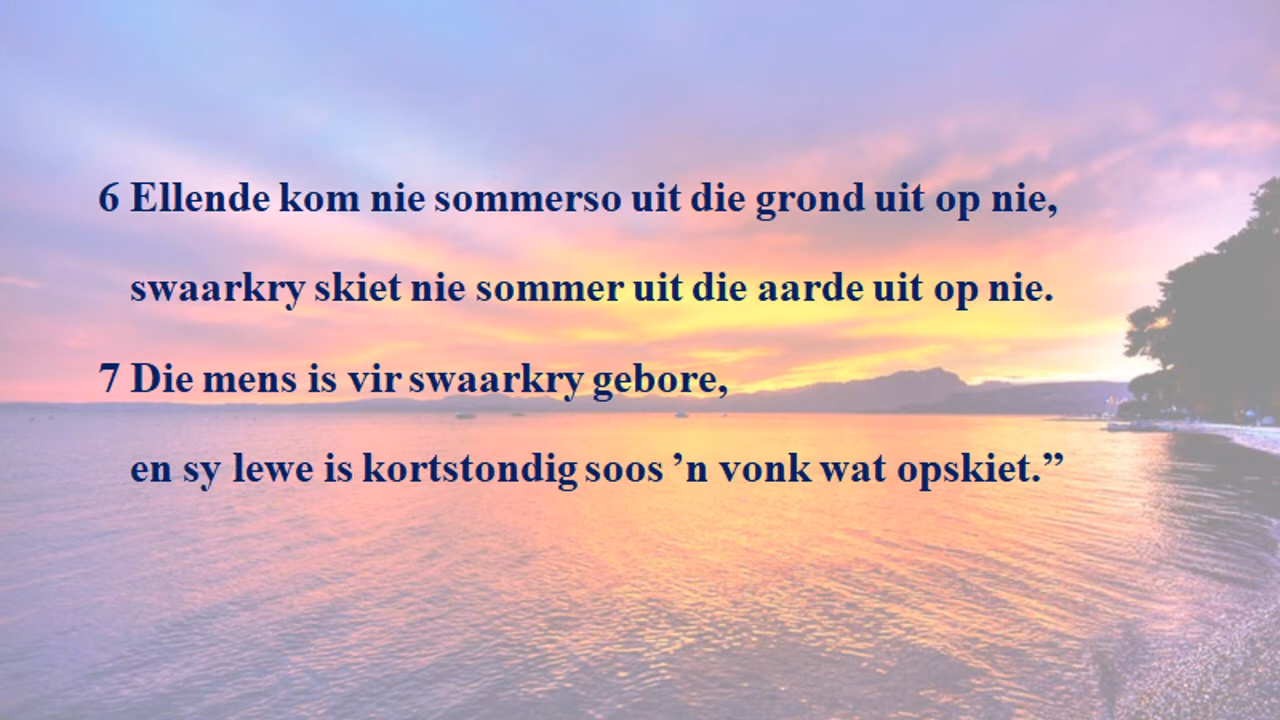 6 Ellende kom nie sommerso uit die grond uit op nie,
swaarkry skiet nie sommer uit die aarde uit op nie.
7 Die mens is vir swaarkry gebore,
en sy lewe is kortstondig soos ’n vonk wat opskiet.”